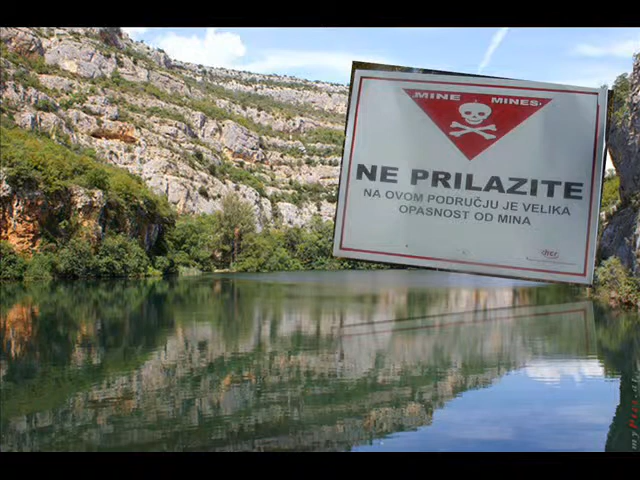 MINE MINES
NE PRILAZITE
NA OVOM PODRUČJU JE VELIKA
OPASNOST OD MINA